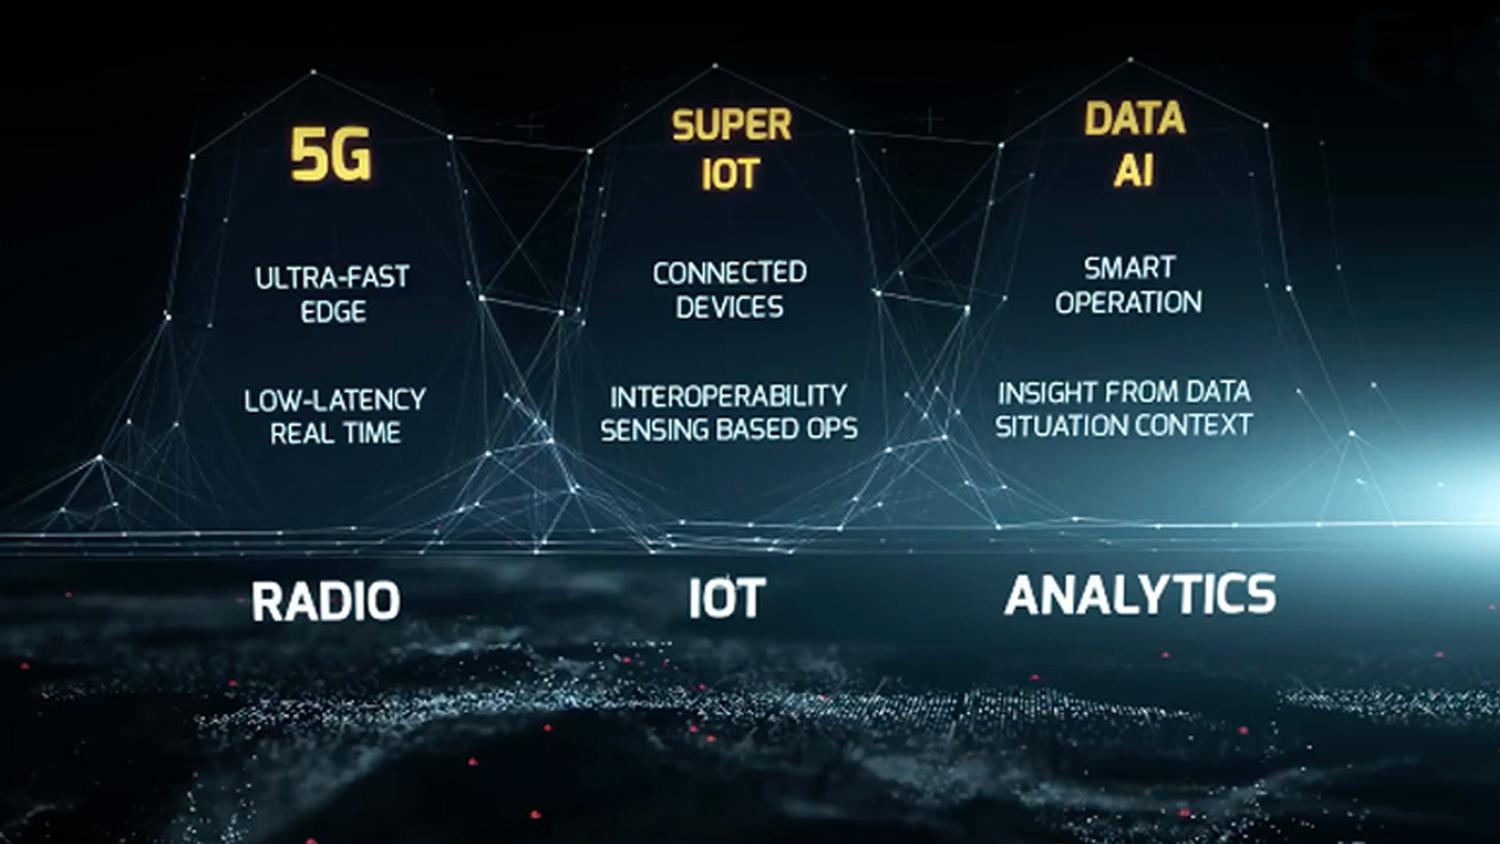 5G
ULTRA-FAST
EDGE
LOW-LATENCY
REAL TIME
RADIO
SUPER
IOT
CONNECTED
DEVICES
INTEROPERABILITY
SENSING BASED OPS
IOT
DATA
AI
SMART
OPERATION
INSIGHT FROM DATA
SITUATION CONTEXT
ANALYTICS